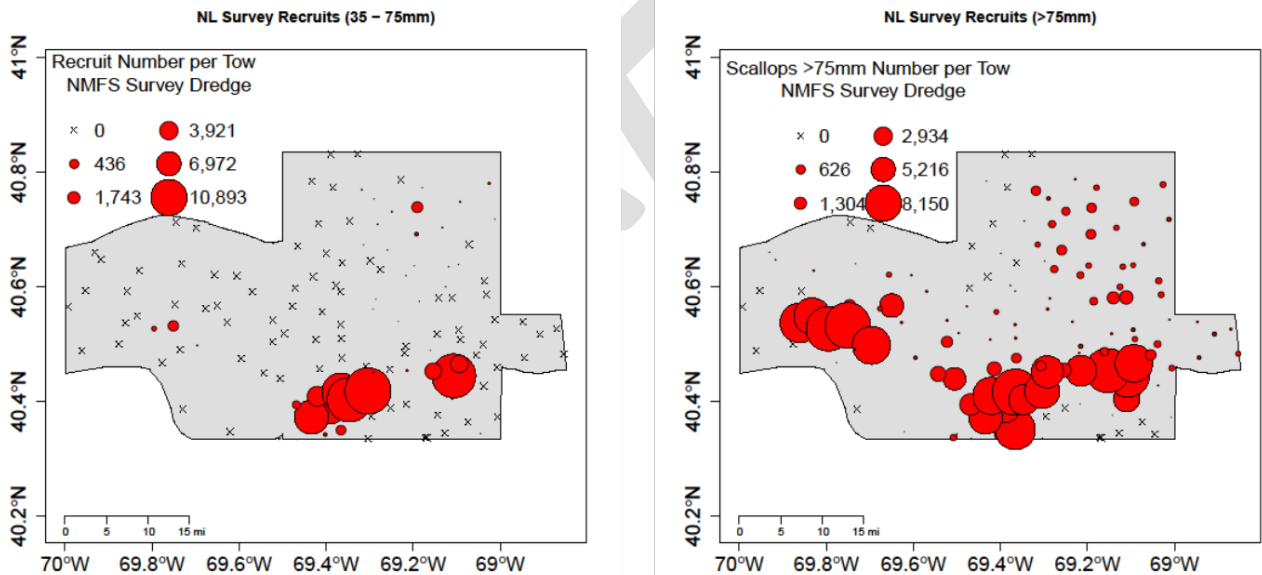 NL Survey Recruits (35 – 75mm)
Recruit Number per Tow
NMFS Survey Dredge
× 0
3,921
436
6,972
1,743
10,893
41°N
40.8°N
40.6°N
40.4°N
40.2°N
0 5 10 15 mi
70°W 69.8°W 69.6°W 69.4°W 69.2°W 69°W
NL Survey Recruits (>75mm)
Scallops >75mm Number per Tow
NMFS Survey Dredge
× 0
2,934
626
5,216
1,304
8,150
41°N
40.8°N
40.6°N
40.4°N
40.2°N
0 5 10 15 mi
70°W 69.8°W 69.6°W 69.4°W 69.2°W 69°W